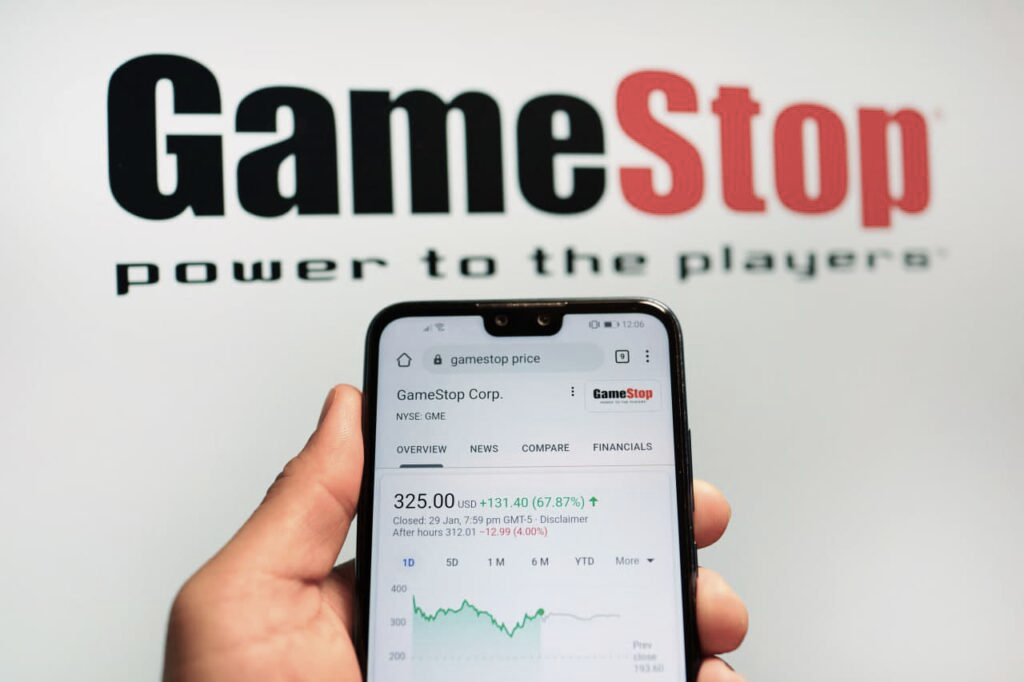 GameStop
power to the players
12:06
gamestop price
9
GameStop Corp.
GameStop
POWER TO THE PLAYERS
NYSE: GME
OVERVIEW NEWS COMPARE FINANCIALS
325.00 USD +131.40 (67.87%) ↑
Closed: 29 Jan, 7:59 pm GMT-5 · Disclaimer
After hours 312.01 −12.99 (4.00%)
1D 5D 1 M 6 M YTD More
400
300
200
Prev
close
193.60